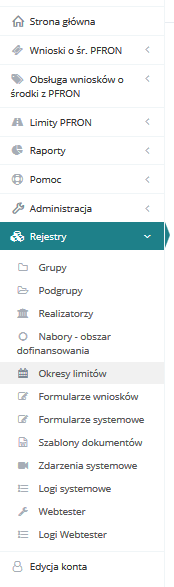 Strona główna
Wnioski o śr. PFRON
Obsługa wniosków o
środki z PFRON
Limity PFRON
Raporty
Pomoc
Administracja
Rejestry
Grupy
Podgrupy
Realizatorzy
Nabory - obszar
dofinansowania
Okresy limitów
Formularze wniosków
Formularze systemowe
Szablony dokumentów
Zdarzenia systemowe
Logi systemowe
Webtester
Logi Webtester
Edycja konta